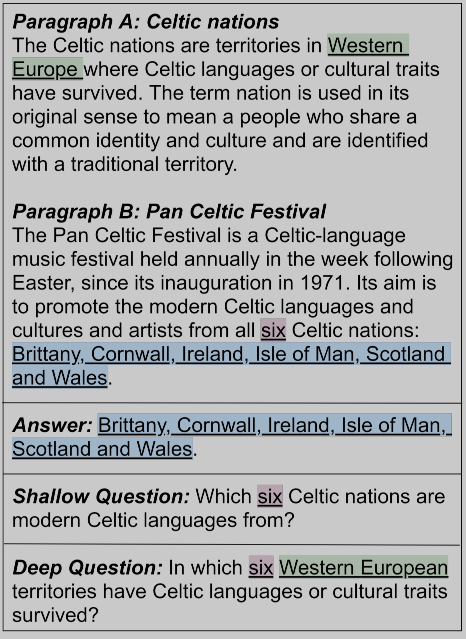 Paragraph A: Celtic nations
The Celtic nations are territories in Western
Europe where Celtic languages or cultural traits
have survived. The term nation is used in its
original sense to mean a people who share a
common identity and culture and are identified
with a traditional territory.
Paragraph B: Pan Celtic Festival
The Pan Celtic Festival is a Celtic-language
music festival held annually in the week following
Easter, since its inauguration in 1971. Its aim is
to promote the modern Celtic languages and
cultures and artists from all six Celtic nations:
Brittany, Cornwall, Ireland, Isle of Man, Scotland
and Wales.
Answer: Brittany, Cornwall, Ireland, Isle of Man,
Scotland and Wales.
Shallow Question: Which six Celtic nations are
modern Celtic languages from?
Deep Question: In which six Western European
territories have Celtic languages or cultural traits
survived?